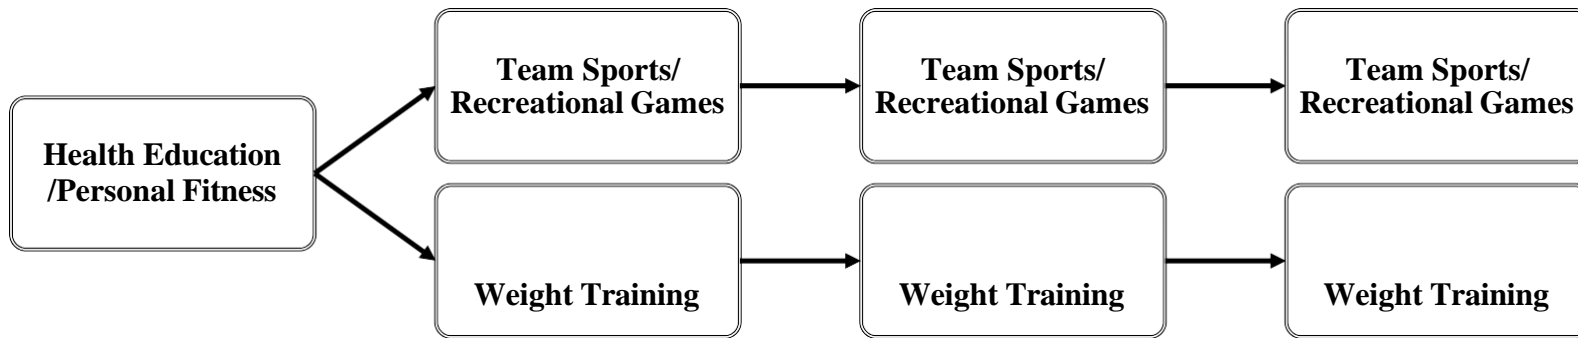 Health Education
/Personal Fitness
Team Sports/
Recreational Games
Team Sports/
Recreational Games
Team Sports/
Recreational Games
Weight Training
Weight Training
Weight Training